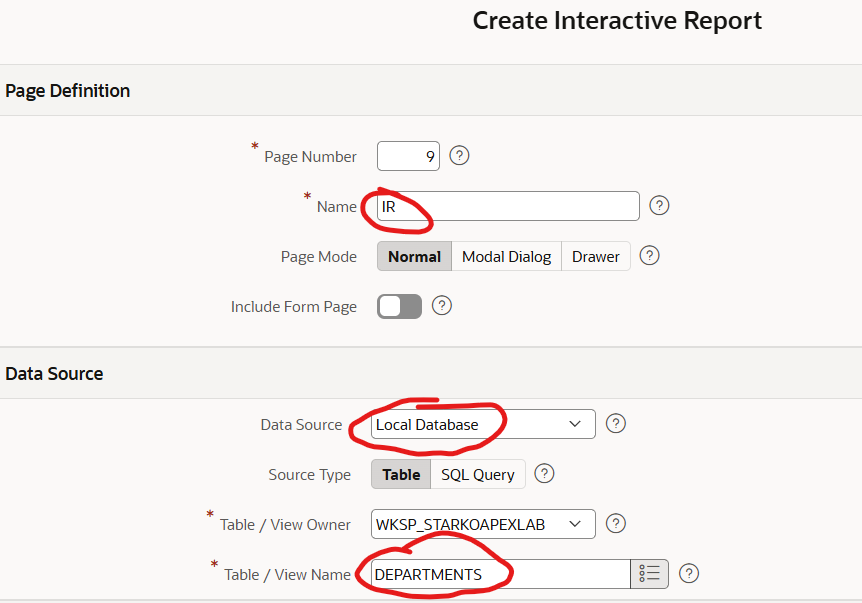 Create Interactive Report
Page Definition
* Page Number 9 ?
* Name IR ?
Page Mode Normal Modal Dialog Drawer ?
Include Form Page ?
Data Source
Data Source Local Database ?
Source Type Table SQL Query ?
* Table / View Owner WKSP_STARKOAPEXLAB ?
* Table / View Name DEPARTMENTS ?